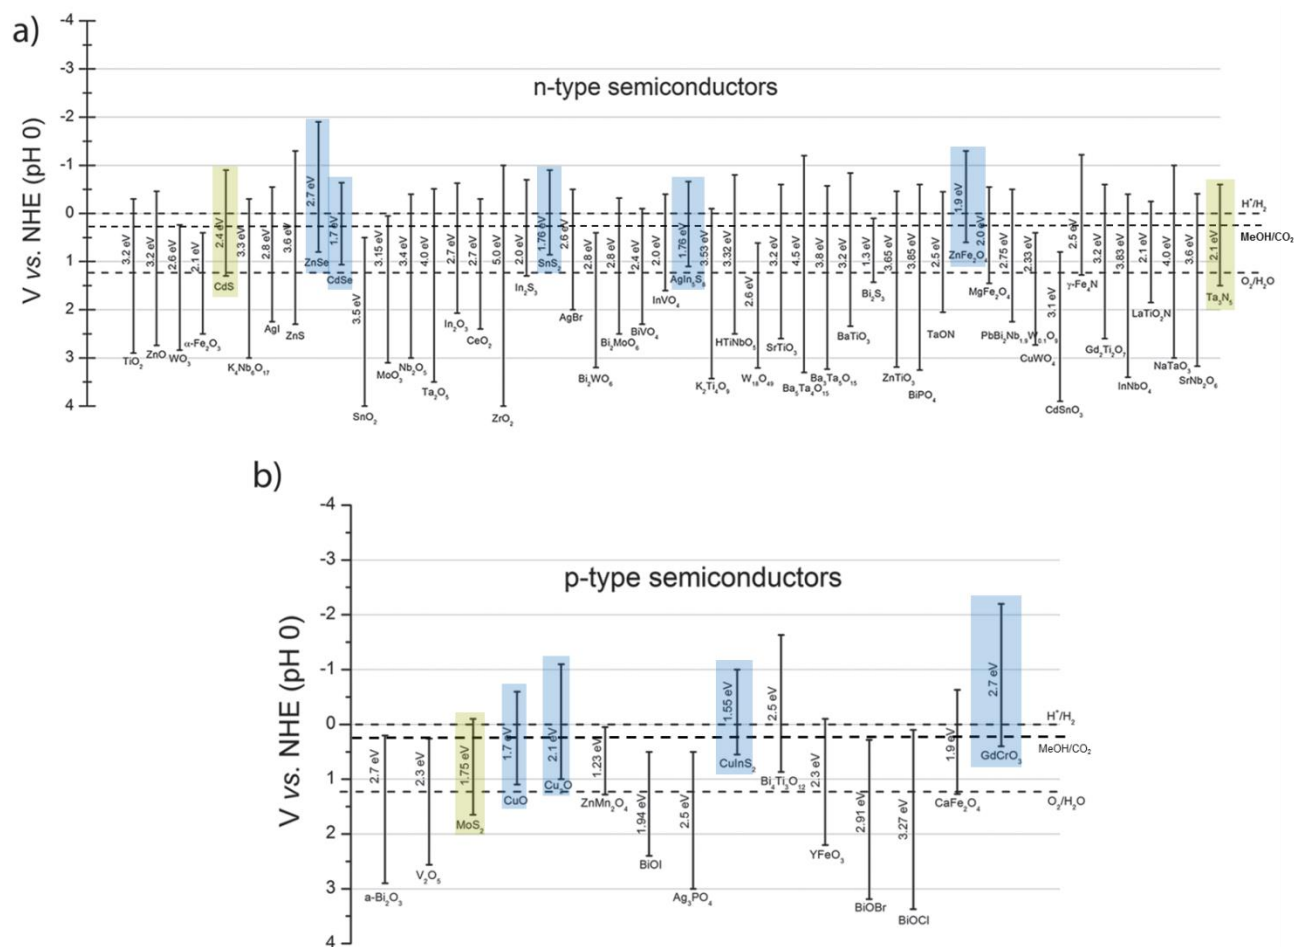 a)
n-type semiconductors
V vs. NHE (pH 0)
-4
-3
-2
-1
0
1
2
3
4
H⁺/H₂
MeOH/CO₂
O₂/H₂O
3.2 eV
TiO₂
3.2 eV
ZnO
2.6 eV
WO₃
2.1 eV
α-Fe₂O₃
2.4 eV
CdS
3.3 eV
K₄Nb₆O₁₇
2.8 eV
AgI
3.6 eV
ZnS
2.7 eV
ZnSe
1.7 eV
CdSe
3.5 eV
SnO₂
3.15 eV
MoO₃
3.4 eV
Nb₂O₅
4.0 eV
Ta₂O₅
2.7 eV
In₂O₃
2.7 eV
CeO₂
5.0 eV
ZrO₂
2.0 eV
In₂S₃
1.76 eV
SnS₂
2.6 eV
AgBr
2.8 eV
Bi₂WO₆
2.8 eV
Bi₂MoO₆
2.4 eV
BiVO₄
2.0 eV
InVO₄
1.76 eV
AgIn₅S₈
3.53 eV
K₂Ti₄O₉
3.32 eV
HTiNbO₅
2.6 eV
W₁₈O₄₉
3.2 eV
SrTiO₃
4.5 eV
Ba₅Ta₄O₁₅
3.8 eV
Ba₃Ta₅O₁₅
3.2 eV
BaTiO₃
1.3 eV
Bi₂S₃
3.65 eV
ZnTiO₃
3.85 eV
BiPO₄
2.5 eV
TaON
1.9 eV
ZnFe₂O₄
2.0 eV
MgFe₂O₄
2.75 eV
PbBi₂Nb₁.₉W₀.₁O₉
2.33 eV
CuWO₄
3.1 eV
CdSnO₃
2.5 eV
γ-Fe₄N
3.2 eV
Gd₂Ti₂O₇
3.83 eV
InNbO₄
2.1 eV
LaTiO₂N
4.0 eV
NaTaO₃
3.6 eV
SrNb₂O₆
2.1 eV
Ta₃N₅
b)
p-type semiconductors
V vs. NHE (pH 0)
-4
-3
-2
-1
0
1
2
3
4
H⁺/H₂
MeOH/CO₂
O₂/H₂O
2.7 eV
a-Bi₂O₃
2.3 eV
V₂O₅
1.75 eV
MoS₂
1.7 eV
CuO
2.1 eV
Cu₂O
1.23 eV
ZnMn₂O₄
1.94 eV
BiOI
2.5 eV
Ag₃PO₄
1.55 eV
CuInS₂
2.5 eV
Bi₄Ti₃O₁₂
2.3 eV
YFeO₃
2.91 eV
BiOBr
3.27 eV
BiOCl
1.9 eV
CaFe₂O₄
2.7 eV
GdCrO₃